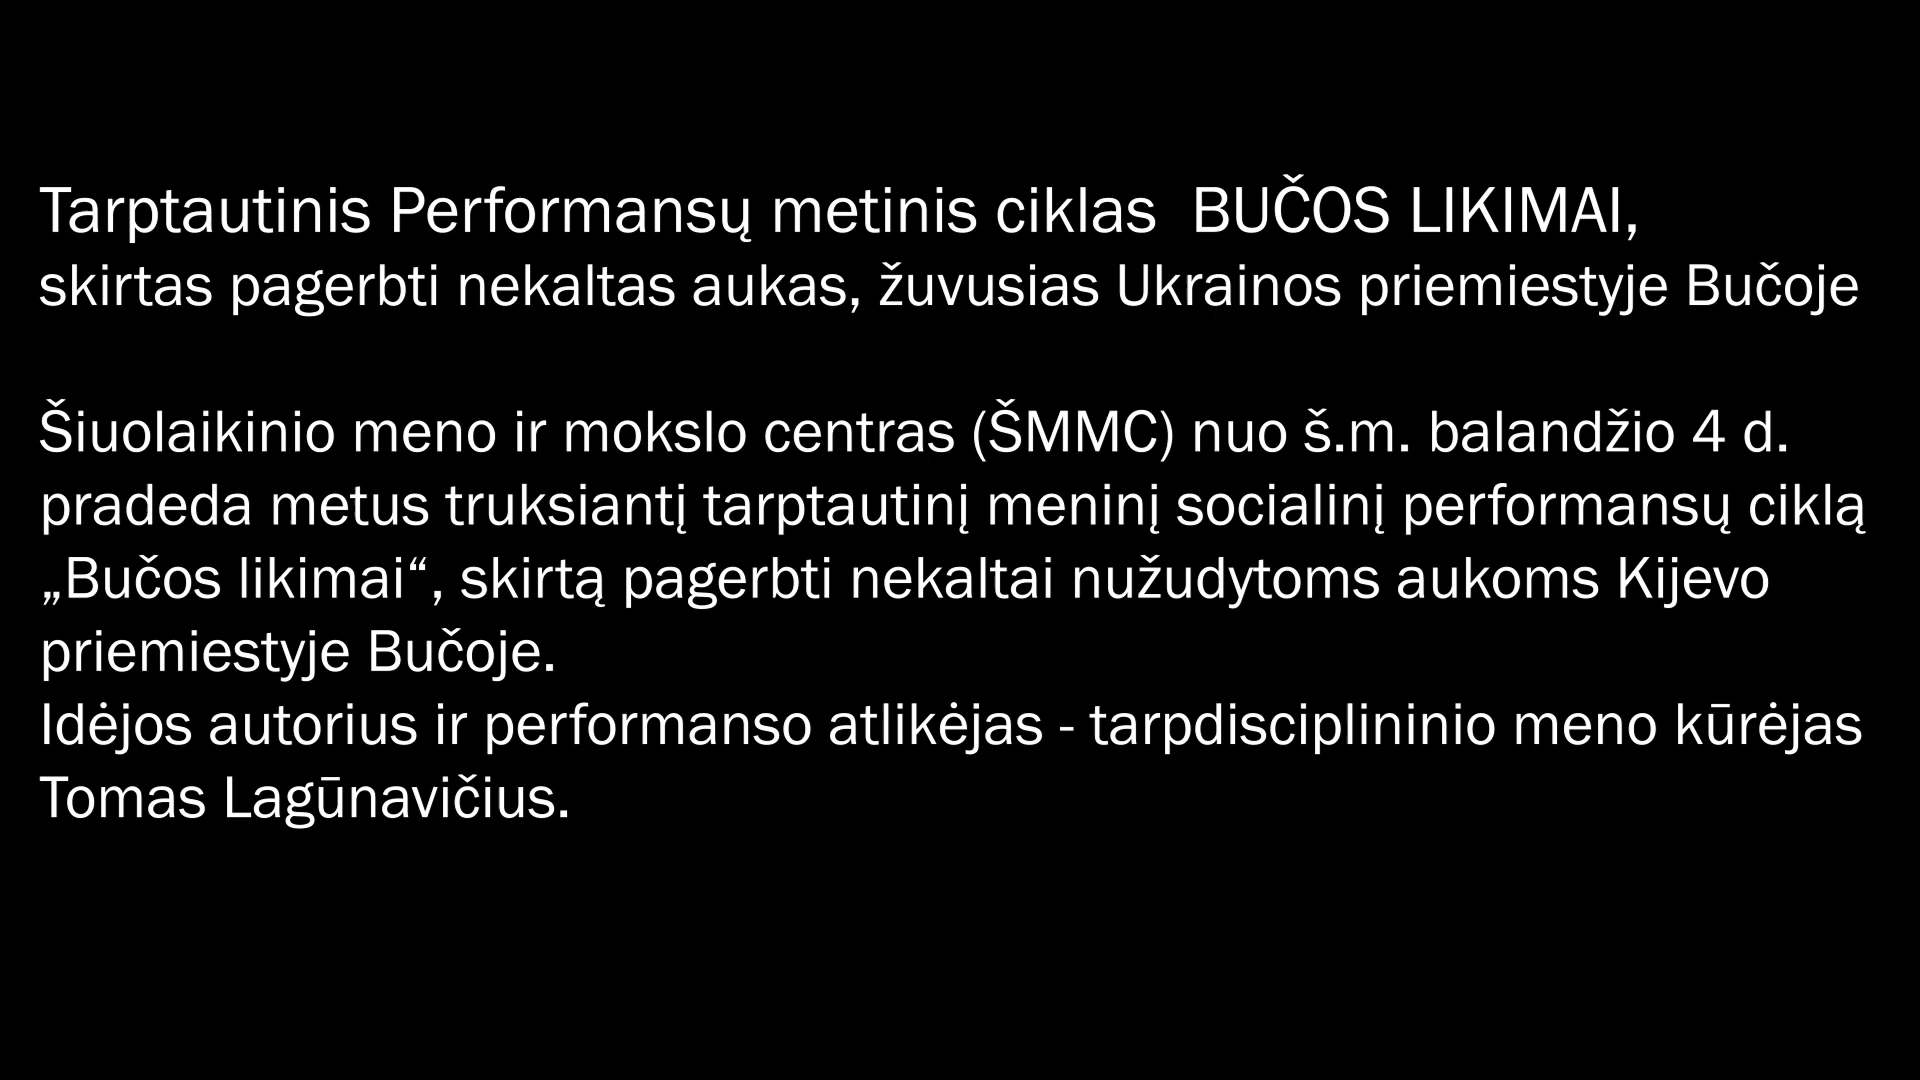 Tarptautinis Performansų metinis ciklas  BUČOS LIKIMAI,
skirtas pagerbti nekaltas aukas, žuvusias Ukrainos priemiestyje Bučoje
Šiuolaikinio meno ir mokslo centras (ŠMMC) nuo š.m. balandžio 4 d.
pradeda metus truksiantį tarptautinį meninį socialinį performansų ciklą
„Bučos likimai“, skirtą pagerbti nekaltai nužudytoms aukoms Kijevo
priemiestyje Bučoje.
Idėjos autorius ir performanso atlikėjas - tarpdisciplininio meno kūrėjas
Tomas Lagūnavičius.